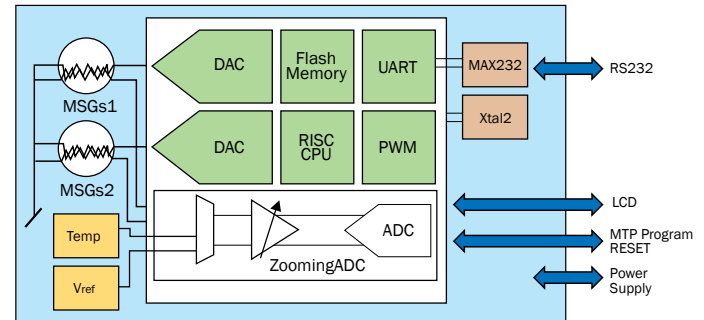 DAC
Flash
Memory
UART
MAX232
RS232
MSGs1
Xtal2
DAC
RISC
CPU
PWM
MSGs2
LCD
Temp
ADC
MTP Program
RESET
ZoomingADC
Vref
Power
Supply